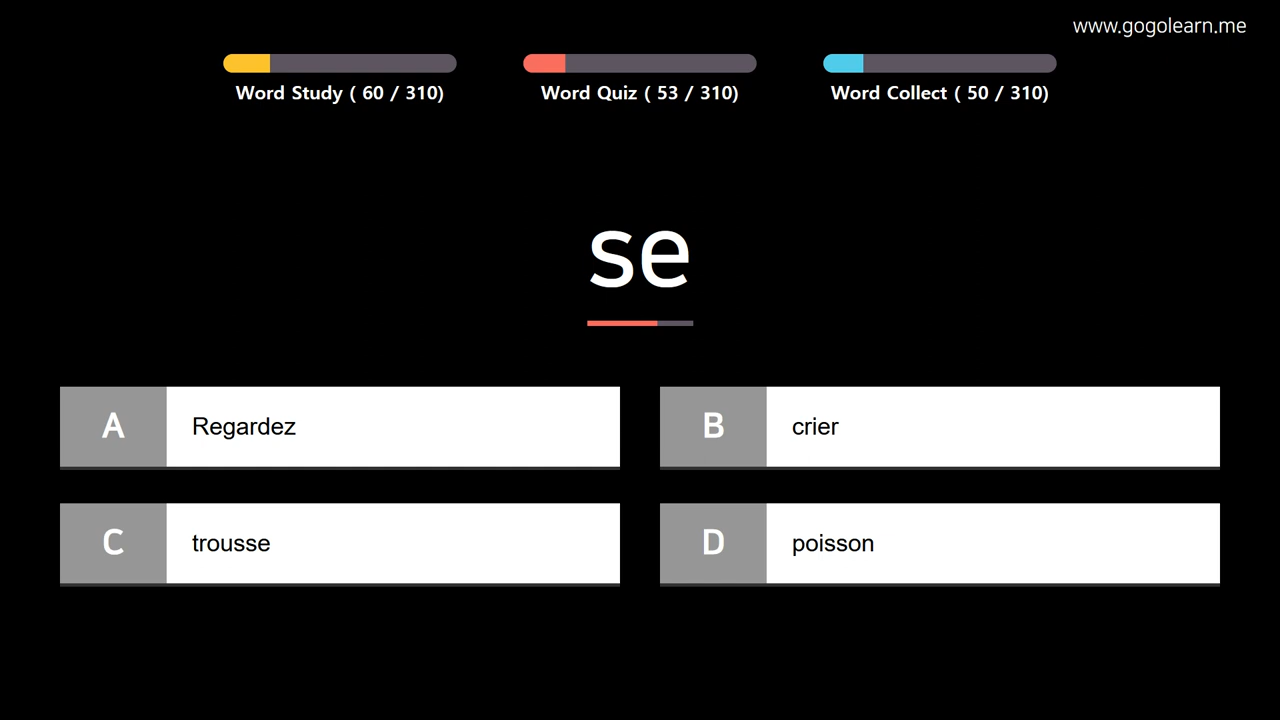 www.gogolearn.me
Word Study ( 60 / 310)
Word Quiz ( 53 / 310)
Word Collect ( 50 / 310)
se
A Regardez
B crier
C trousse
D poisson